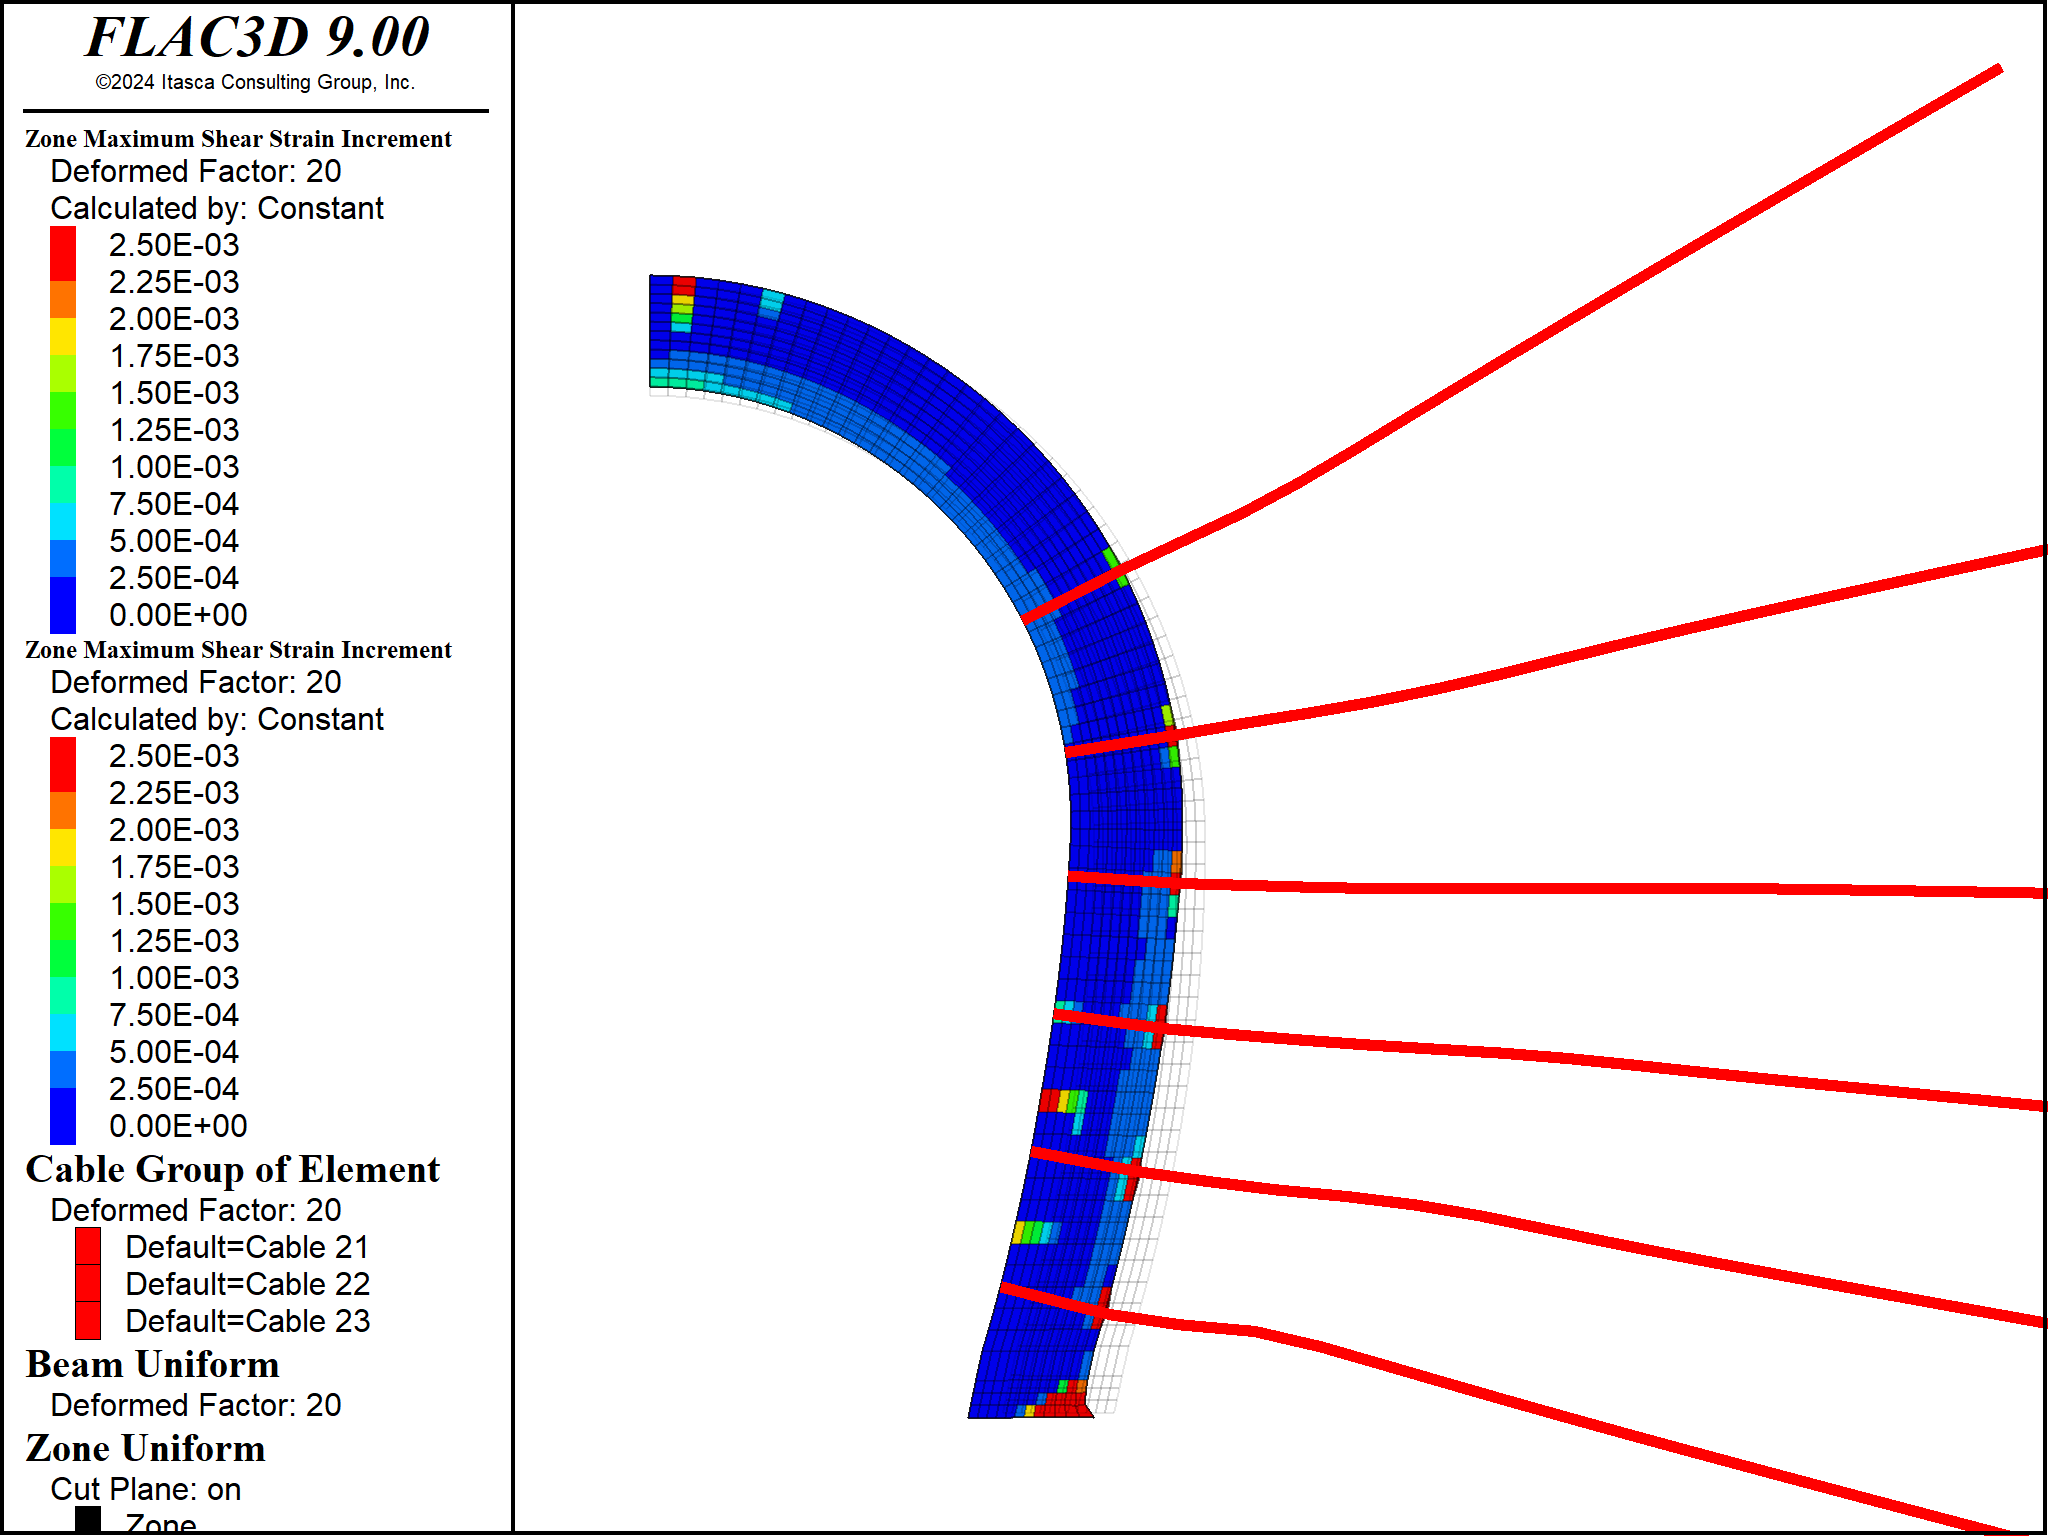 FLAC3D 9.00
©2024 Itasca Consulting Group, Inc.
Zone Maximum Shear Strain Increment
Deformed Factor: 20
Calculated by: Constant
2.50E-03
2.25E-03
2.00E-03
1.75E-03
1.50E-03
1.25E-03
1.00E-03
7.50E-04
5.00E-04
2.50E-04
0.00E+00
Zone Maximum Shear Strain Increment
Deformed Factor: 20
Calculated by: Constant
2.50E-03
2.25E-03
2.00E-03
1.75E-03
1.50E-03
1.25E-03
1.00E-03
7.50E-04
5.00E-04
2.50E-04
0.00E+00
Cable Group of Element
Deformed Factor: 20
Default=Cable 21
Default=Cable 22
Default=Cable 23
Beam Uniform
Deformed Factor: 20
Zone Uniform
Cut Plane: on
Zone